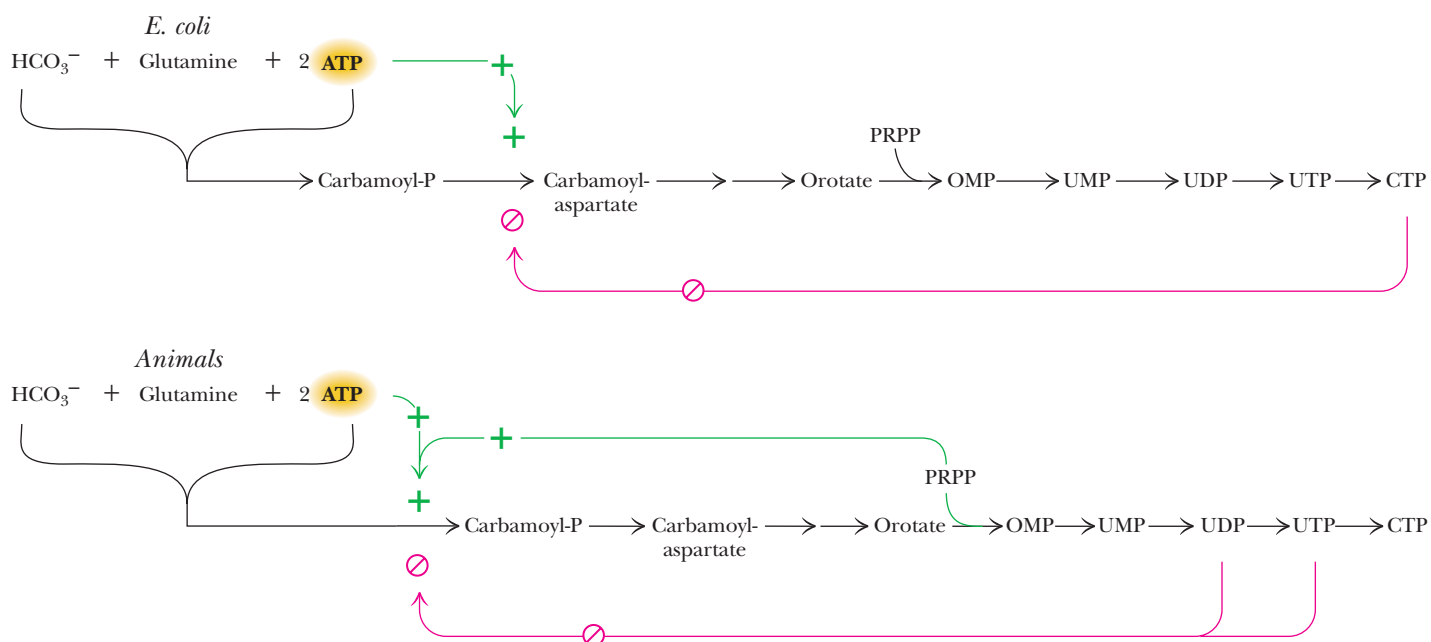 E. coli
HCO₃⁻ + Glutamine + 2 ATP
+
+
PRPP
Carbamoyl-P Carbamoyl- Orotate OMP UMP UDP UTP CTP
aspartate
Animals
HCO₃⁻ + Glutamine + 2 ATP
+
+
PRPP
+
Carbamoyl-P Carbamoyl- Orotate OMP UMP UDP UTP CTP
aspartate